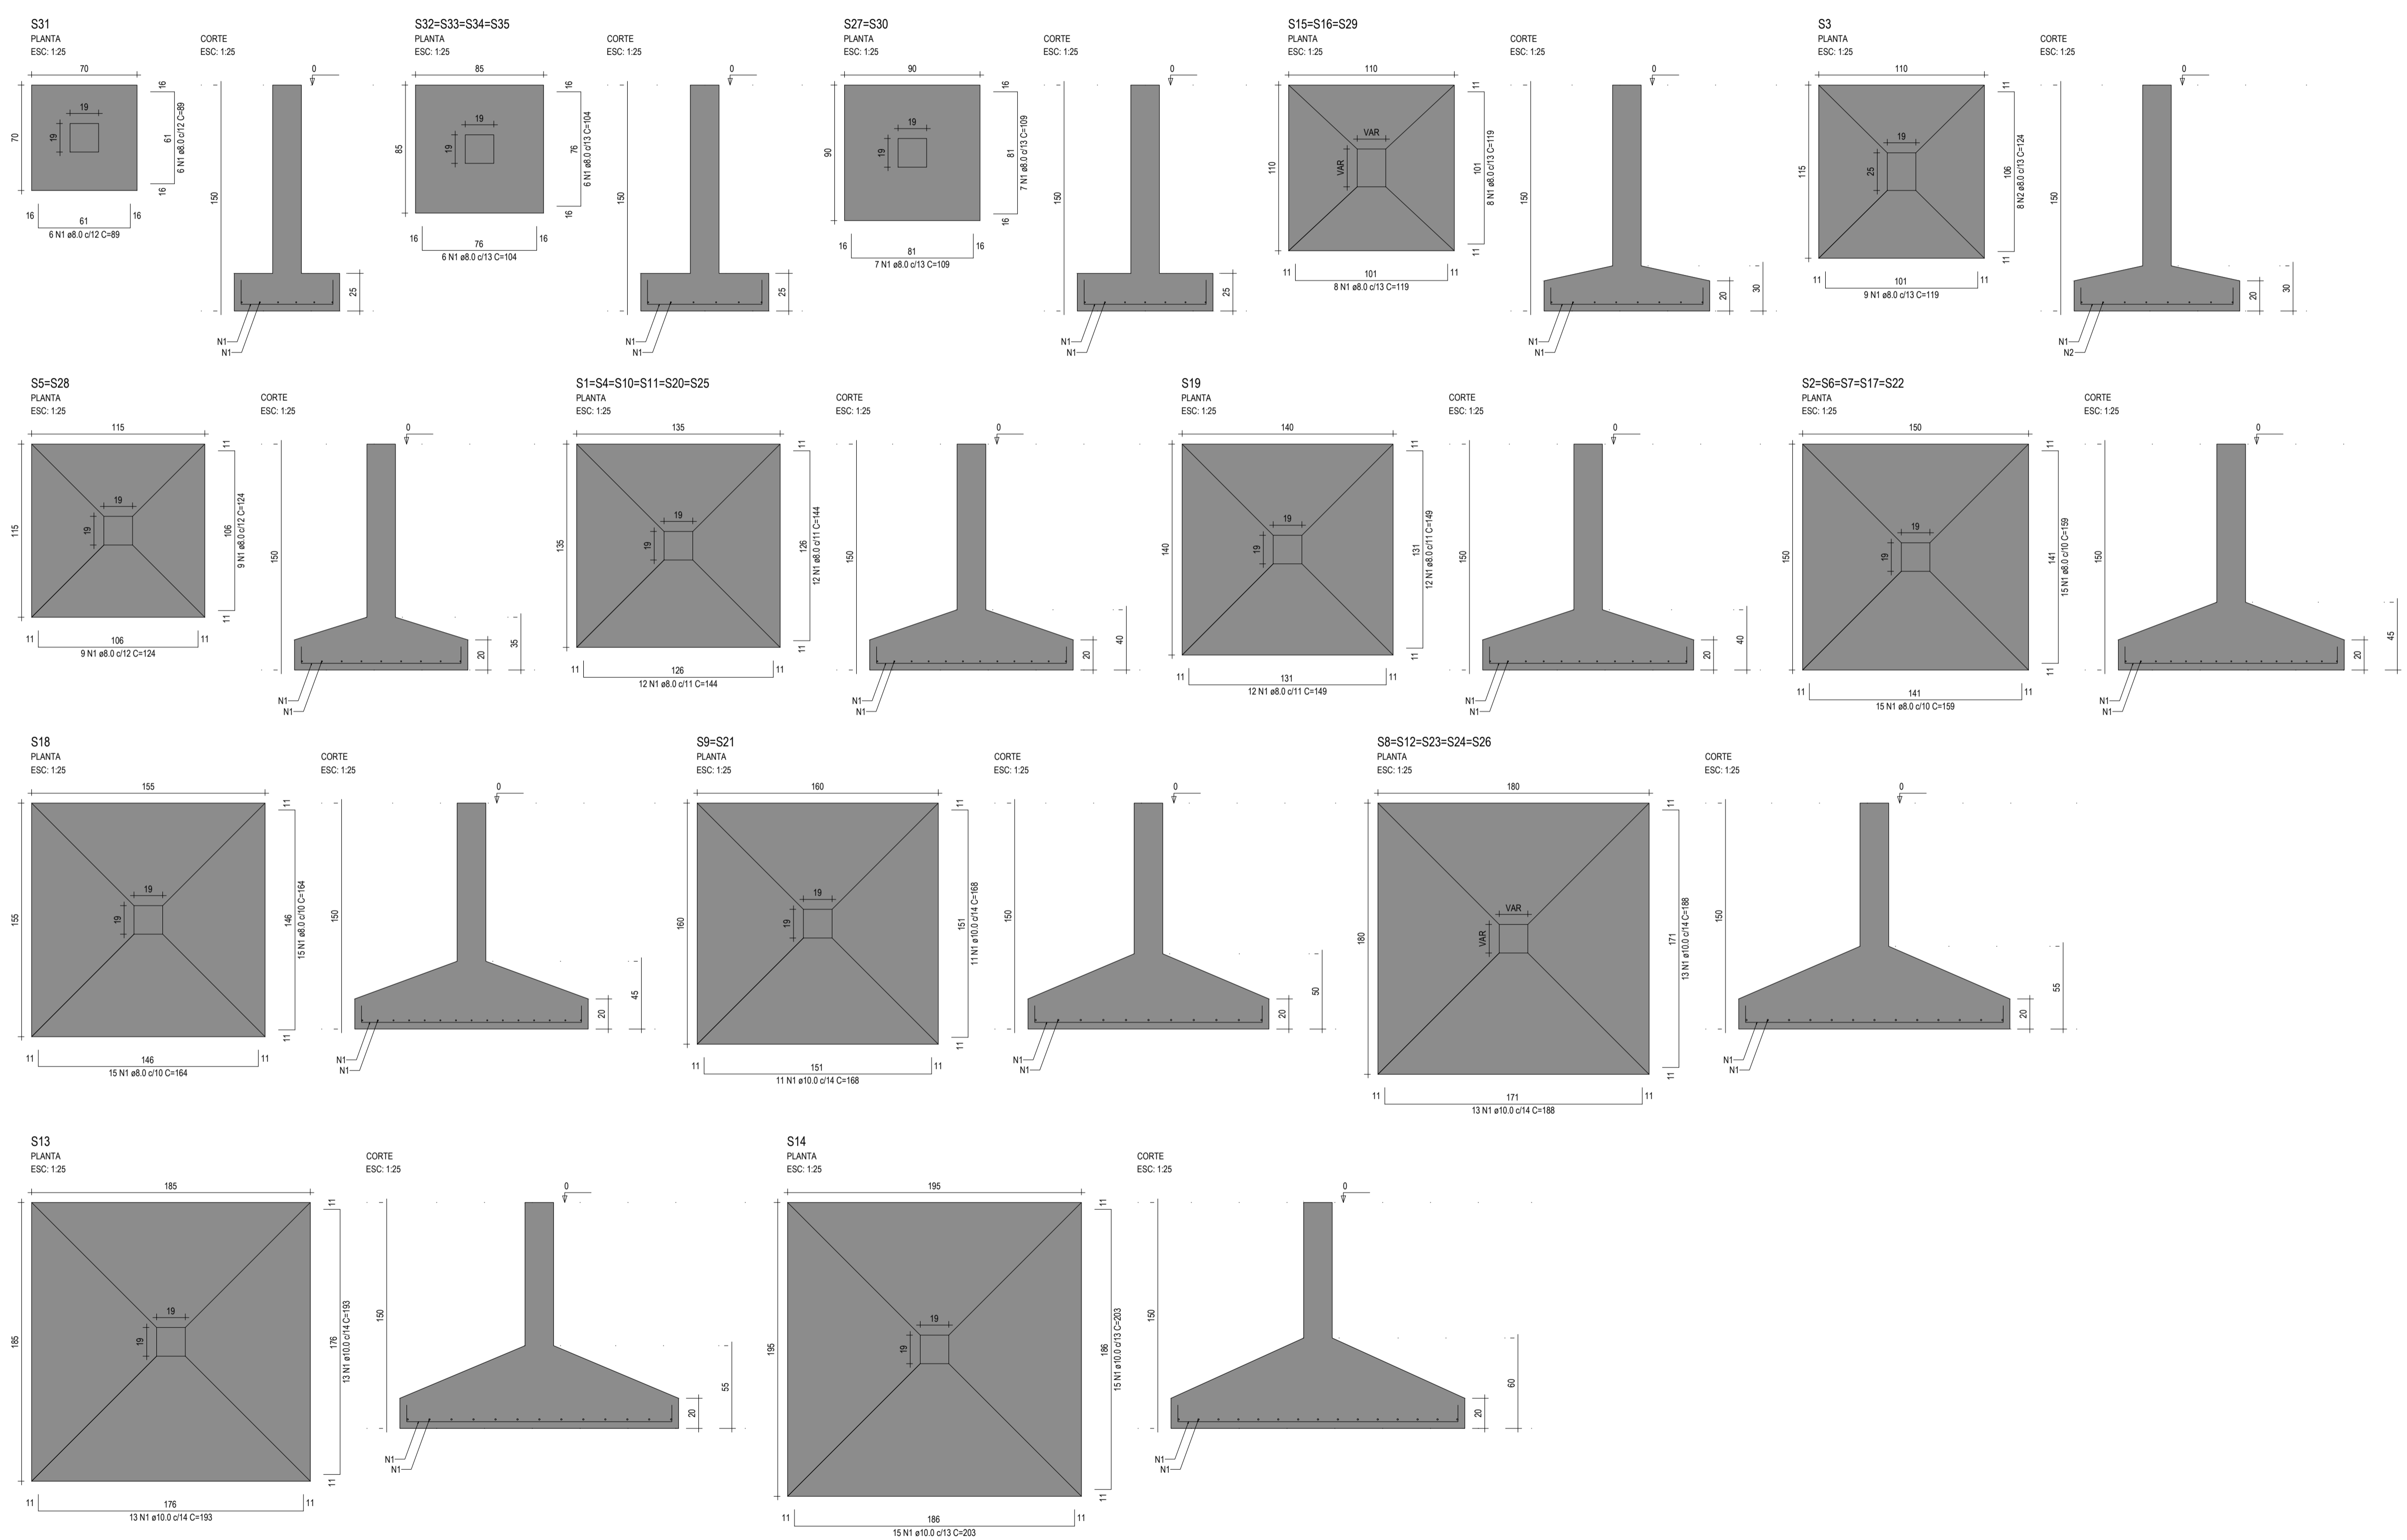 S31
PLANTA
ESC: 1:25
70
70
19
19
16
61
16
6 N1 ø8.0 c/12 C=89
16
61
16
6 N1 ø8.0 c/12 C=89
CORTE
ESC: 1:25
0
150
25
N1
N1
S32=S33=S34=S35
PLANTA
ESC: 1:25
85
85
19
19
16
76
16
6 N1 ø8.0 c/13 C=104
16
76
16
6 N1 ø8.0 c/13 C=104
CORTE
ESC: 1:25
0
150
25
N1
N1
S27=S30
PLANTA
ESC: 1:25
90
90
19
19
16
81
16
7 N1 ø8.0 c/13 C=109
16
81
16
7 N1 ø8.0 c/13 C=109
CORTE
ESC: 1:25
0
150
25
N1
N1
S15=S16=S29
PLANTA
ESC: 1:25
110
110
VAR
VAR
11
101
11
8 N1 ø8.0 c/13 C=119
11
101
11
8 N1 ø8.0 c/13 C=119
CORTE
ESC: 1:25
0
150
20
30
N1
N1
S3
PLANTA
ESC: 1:25
110
115
19
25
11
106
11
8 N2 ø8.0 c/13 C=124
11
101
11
9 N1 ø8.0 c/13 C=119
CORTE
ESC: 1:25
0
150
20
30
N1
N2
S5=S28
PLANTA
ESC: 1:25
115
115
19
19
11
106
11
9 N1 ø8.0 c/12 C=124
11
106
11
9 N1 ø8.0 c/12 C=124
CORTE
ESC: 1:25
0
150
20
35
N1
N1
S1=S4=S10=S11=S20=S25
PLANTA
ESC: 1:25
135
135
19
19
11
126
11
12 N1 ø8.0 c/11 C=144
11
126
11
12 N1 ø8.0 c/11 C=144
CORTE
ESC: 1:25
0
150
20
40
N1
N1
S19
PLANTA
ESC: 1:25
140
140
19
19
11
131
11
12 N1 ø8.0 c/11 C=149
11
131
11
12 N1 ø8.0 c/11 C=149
CORTE
ESC: 1:25
0
150
20
40
N1
N1
S2=S6=S7=S17=S22
PLANTA
ESC: 1:25
150
150
19
19
11
141
11
15 N1 ø8.0 c/10 C=159
11
141
11
15 N1 ø8.0 c/10 C=159
CORTE
ESC: 1:25
0
150
20
45
N1
N1
S18
PLANTA
ESC: 1:25
155
155
19
19
11
146
11
15 N1 ø8.0 c/10 C=164
11
146
11
15 N1 ø8.0 c/10 C=164
CORTE
ESC: 1:25
0
150
20
45
N1
N1
S9=S21
PLANTA
ESC: 1:25
160
160
19
19
11
151
11
11 N1 ø10.0 c/14 C=168
11
151
11
11 N1 ø10.0 c/14 C=168
CORTE
ESC: 1:25
0
150
20
50
N1
N1
S8=S12=S23=S24=S26
PLANTA
ESC: 1:25
180
180
VAR
VAR
11
171
11
13 N1 ø10.0 c/14 C=188
11
171
11
13 N1 ø10.0 c/14 C=188
CORTE
ESC: 1:25
0
150
20
55
N1
N1
S13
PLANTA
ESC: 1:25
185
185
19
19
11
176
11
13 N1 ø10.0 c/14 C=193
11
176
11
13 N1 ø10.0 c/14 C=193
CORTE
ESC: 1:25
0
150
20
55
N1
N1
S14
PLANTA
ESC: 1:25
195
195
19
19
11
186
11
15 N1 ø10.0 c/13 C=203
11
186
11
15 N1 ø10.0 c/13 C=203
CORTE
ESC: 1:25
0
150
20
60
N1
N1